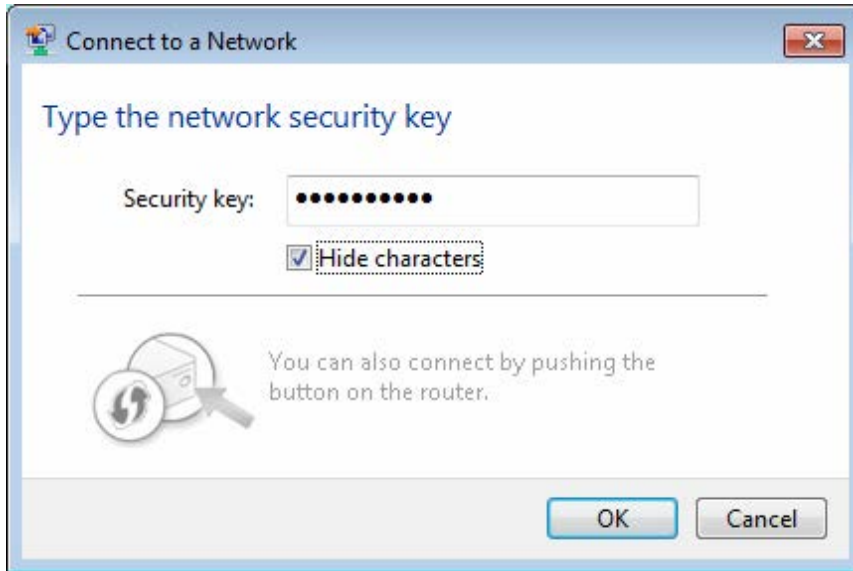 Connect to a Network
Type the network security key
Security key: ••••••••••
Hide characters
You can also connect by pushing the
button on the router.
OK Cancel